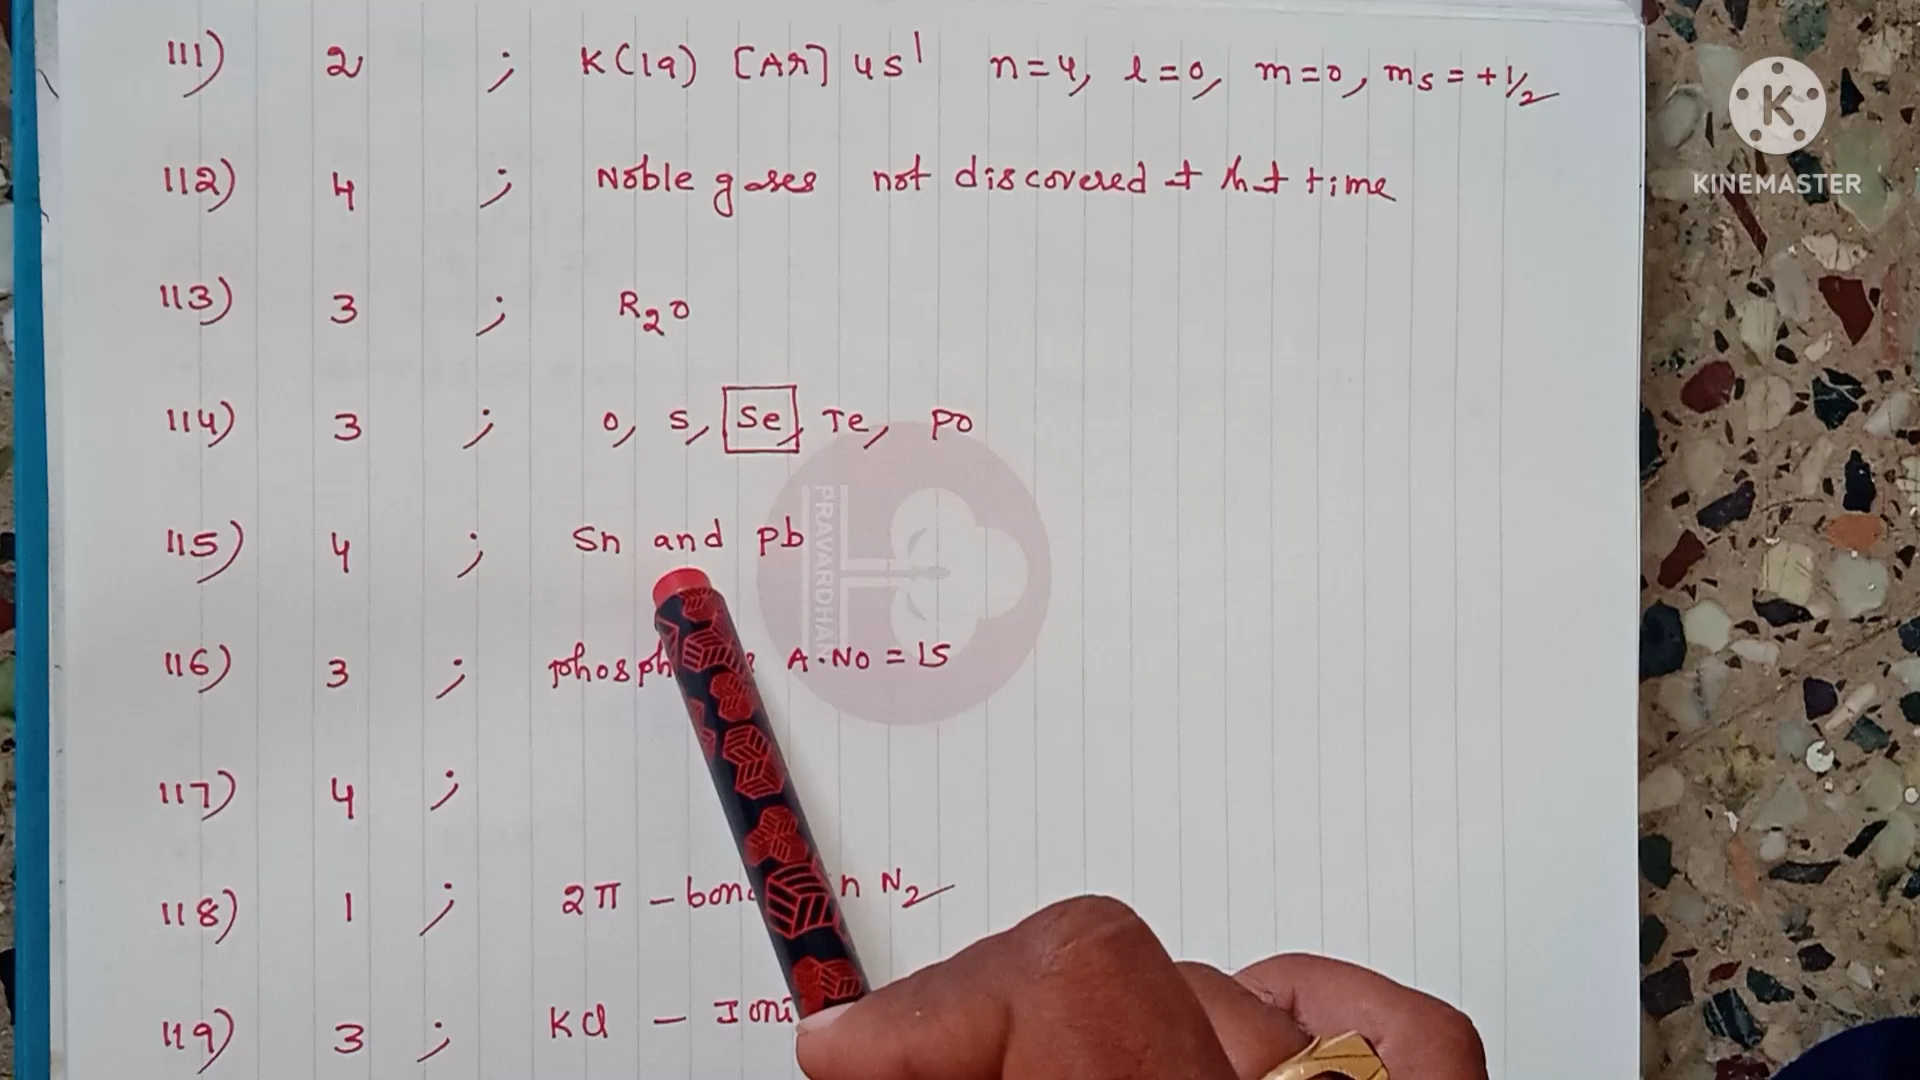 111) 2 ; K(19) [Ar] 4s¹ n=4, l=0, m=0, ms = +1/2
112) 4 ; Noble gases not discovered t tht time
113) 3 ; R₂O
114) 3 ; O, S, Se, Te, Po
115) 4 ; Sn and Pb
116) 3 ; A.No = 15
117) 4 ;
118) 1 ; 2π - N₂
119) 3 ; KCl -
KINEMASTER
PRAVARDHAN